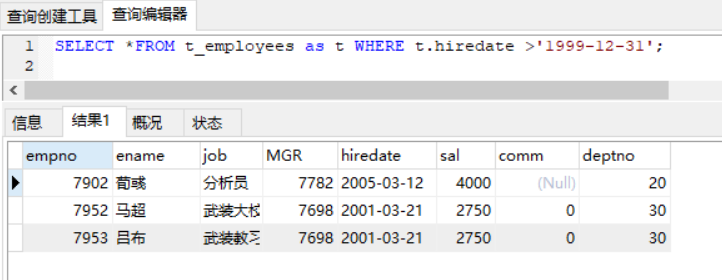 查询创建工具 查询编辑器
1 SELECT *FROM t_employees as t WHERE t.hiredate >'1999-12-31';
2
信息 结果1 概况 状态
empno ename job MGR hiredate sal comm deptno
7902 荀彧 分析员 7782 2005-03-12 4000 (Null) 20
7952 马超 武装大 7698 2001-03-21 2750 0 30
7953 吕布 武装教习 7698 2001-03-21 2750 0 30